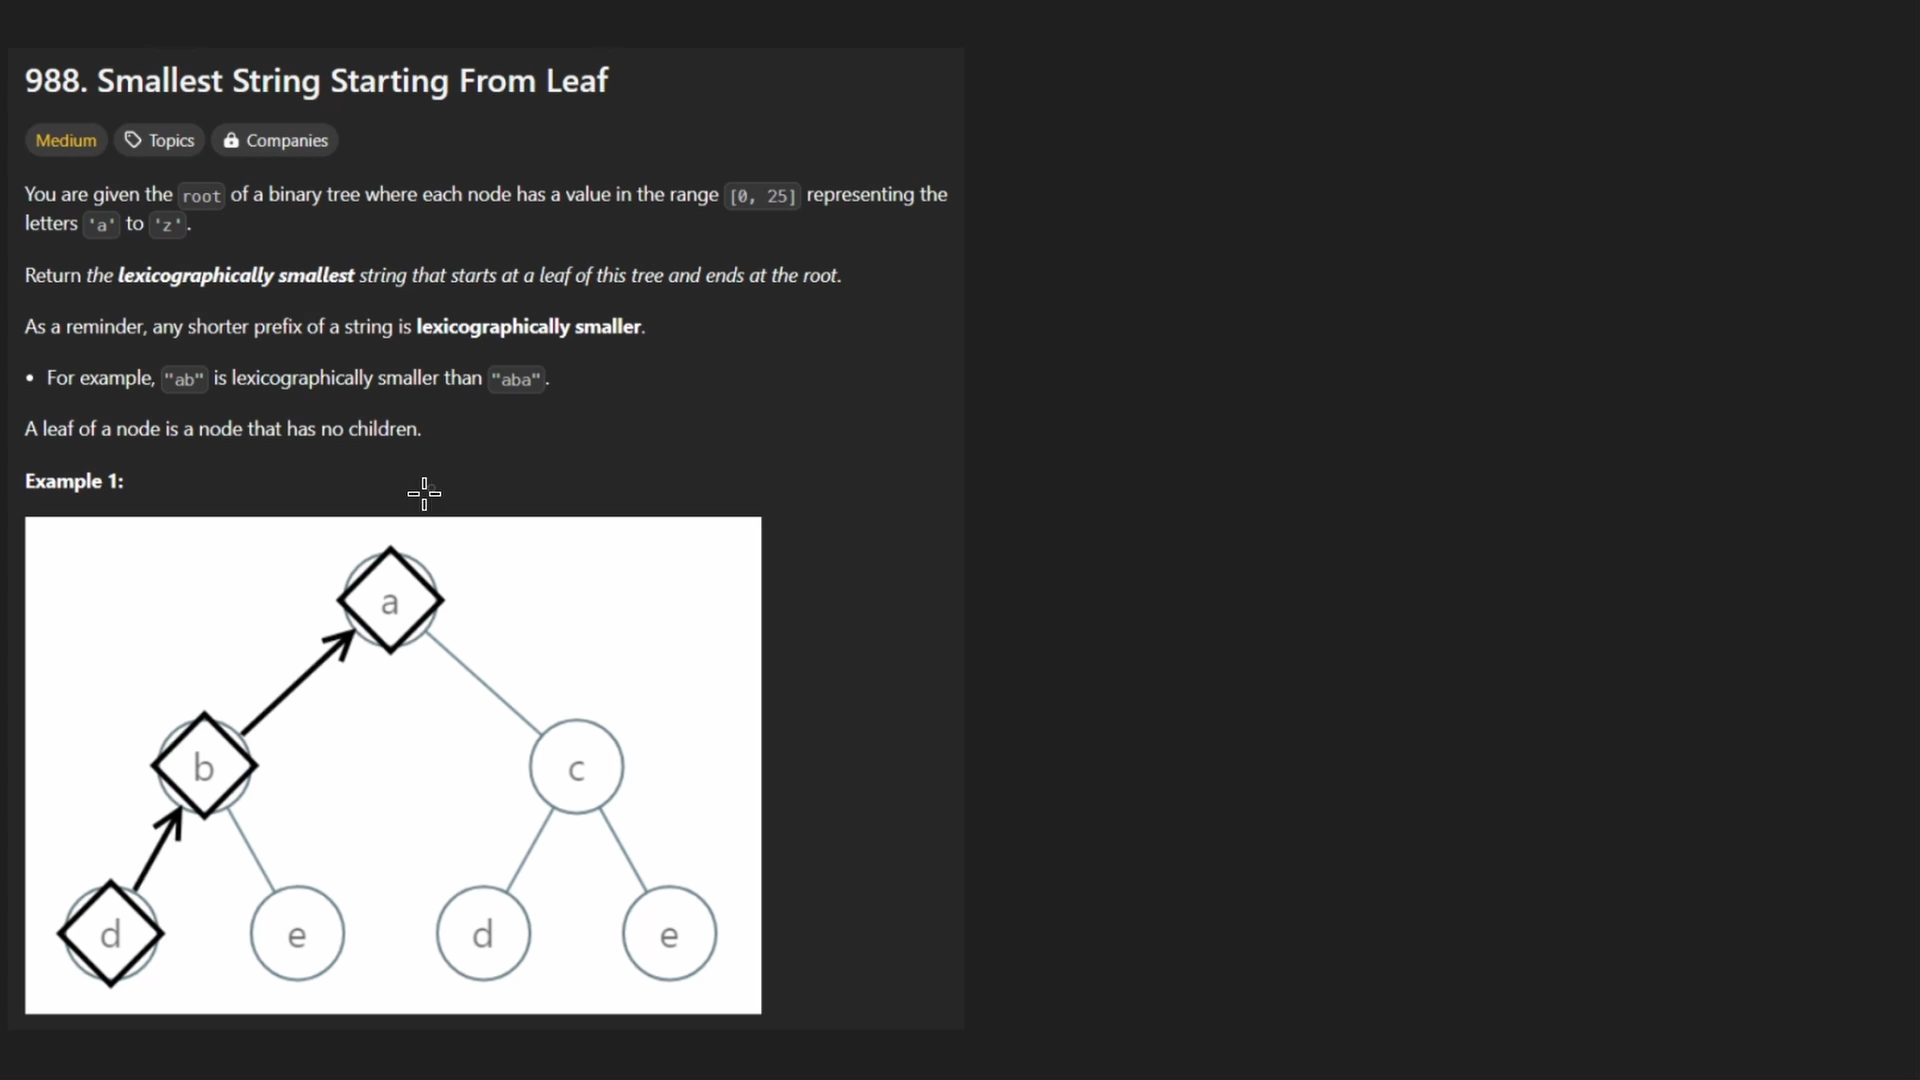 988. Smallest String Starting From Leaf
Medium Topics Companies
You are given the root of a binary tree where each node has a value in the range [0, 25] representing the
letters 'a' to 'z'.
Return the lexicographically smallest string that starts at a leaf of this tree and ends at the root.
As a reminder, any shorter prefix of a string is lexicographically smaller.
• For example, "ab" is lexicographically smaller than "aba".
A leaf of a node is a node that has no children.
Example 1:
a
b c
d e d e